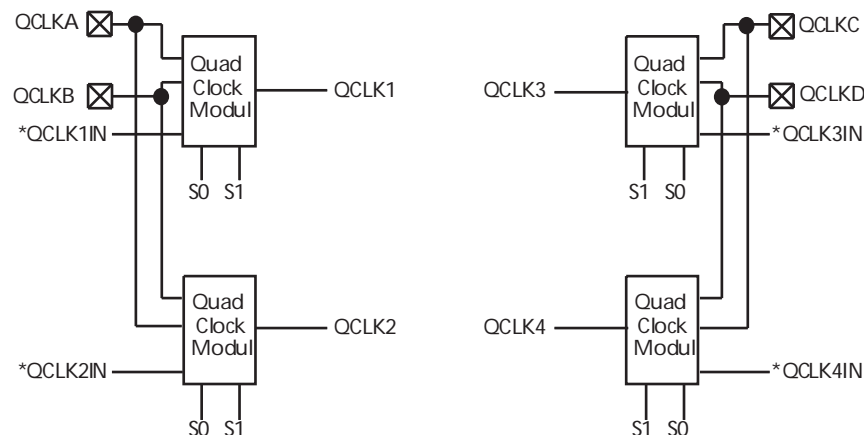 QCLKA
QCLKC
Quad
Clock
Modul
Quad
Clock
Modul
QCLKB
QCLK1
QCLK3
QCLKD
*QCLK1IN
*QCLK3IN
S0 S1
S1 S0
Quad
Clock
Modul
Quad
Clock
Modul
QCLK2
QCLK4
*QCLK2IN
*QCLK4IN
S0 S1
S1 S0